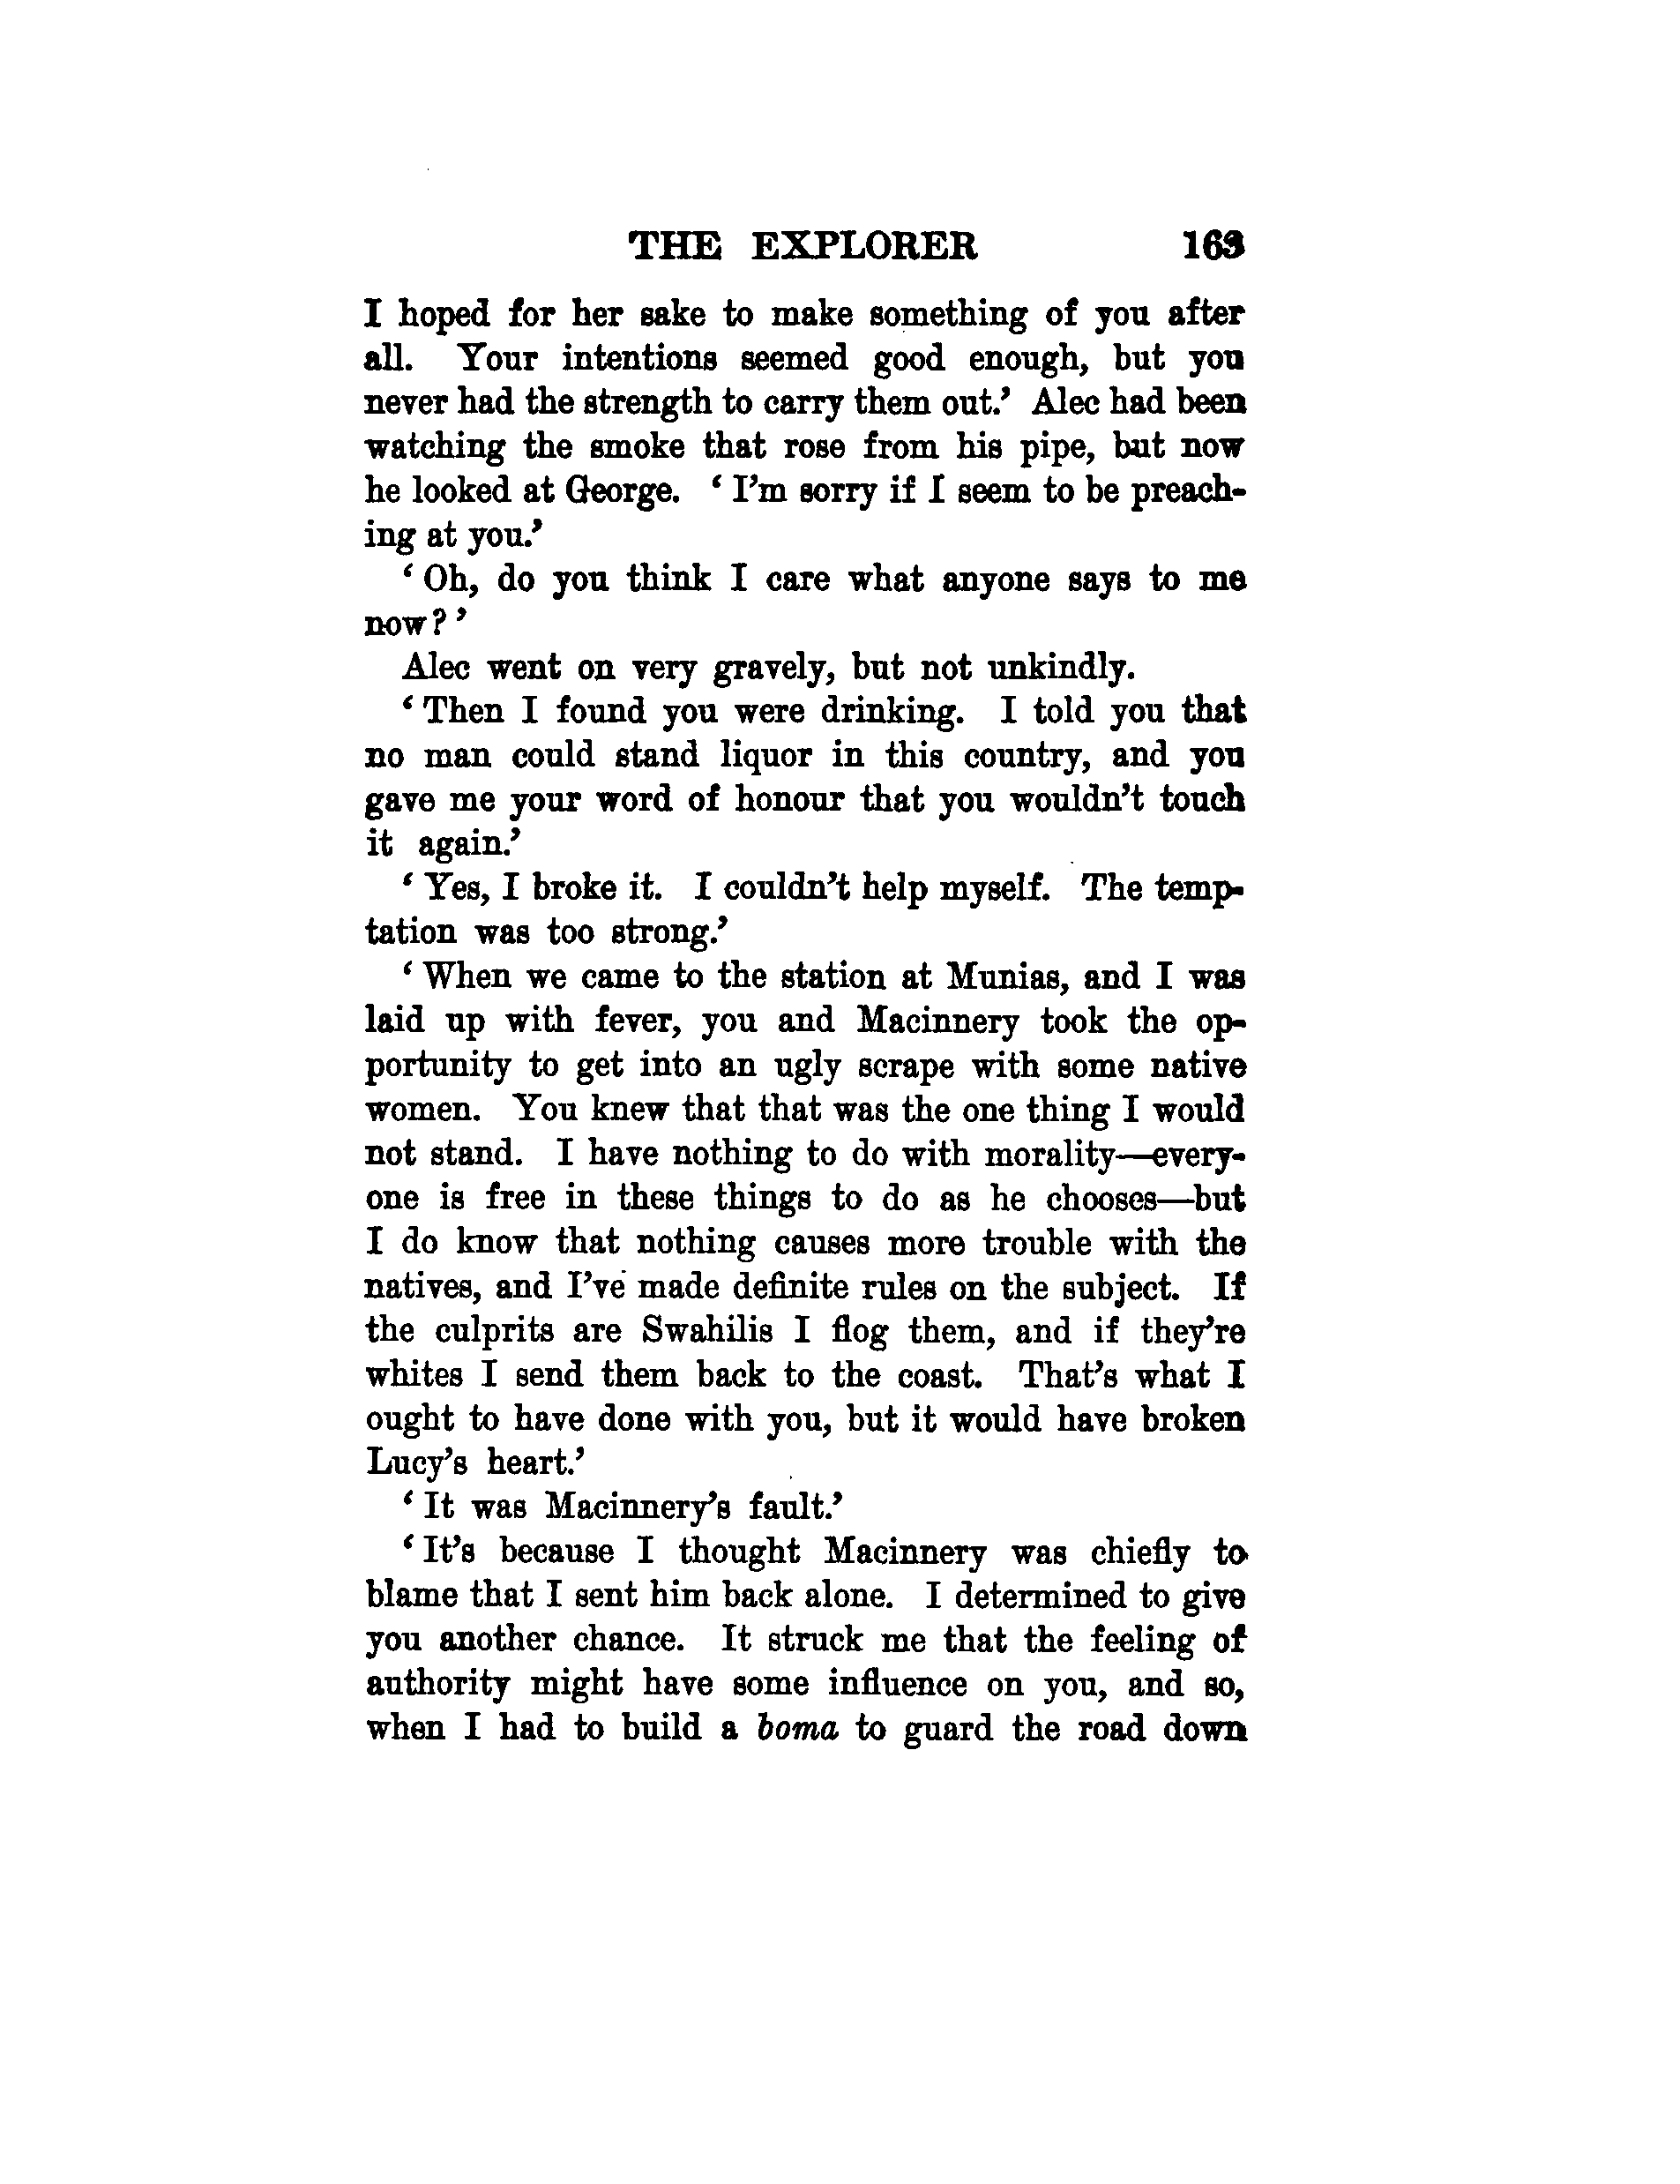 THE EXPLORER 163
I hoped for her sake to make something of you after
all. Your intentions seemed good enough, but you
never had the strength to carry them out.’ Alec had been
watching the smoke that rose from his pipe, but now
he looked at George. ‘ I’m sorry if I seem to be preach-
ing at you.’
‘ Oh, do you think I care what anyone says to me
now? ’
Alec went on very gravely, but not unkindly.
‘ Then I found you were drinking. I told you that
no man could stand liquor in this country, and you
gave me your word of honour that you wouldn’t touch
it again.’
‘ Yes, I broke it. I couldn’t help myself. The temp-
tation was too strong.’
‘ When we came to the station at Munias, and I was
laid up with fever, you and Macinnery took the op-
portunity to get into an ugly scrape with some native
women. You knew that that was the one thing I would
not stand. I have nothing to do with morality—every-
one is free in these things to do as he chooses—but
I do know that nothing causes more trouble with the
natives, and I’ve made definite rules on the subject. If
the culprits are Swahilis I flog them, and if they’re
whites I send them back to the coast. That’s what I
ought to have done with you, but it would have broken
Lucy’s heart.’
‘ It was Macinnery’s fault.’
‘ It’s because I thought Macinnery was chiefly to
blame that I sent him back alone. I determined to give
you another chance. It struck me that the feeling of
authority might have some influence on you, and so,
when I had to build a boma to guard the road down